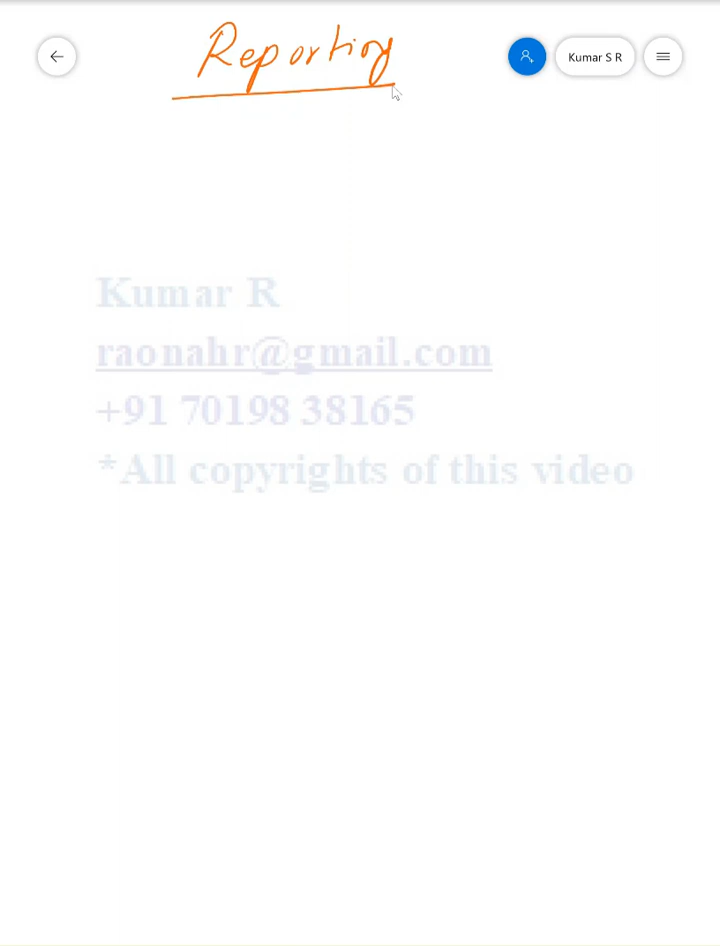 Reporting
Kumar S R
Kumar R
raonahr@gmail.com
+91 70198 38165
*All copyrights of this video